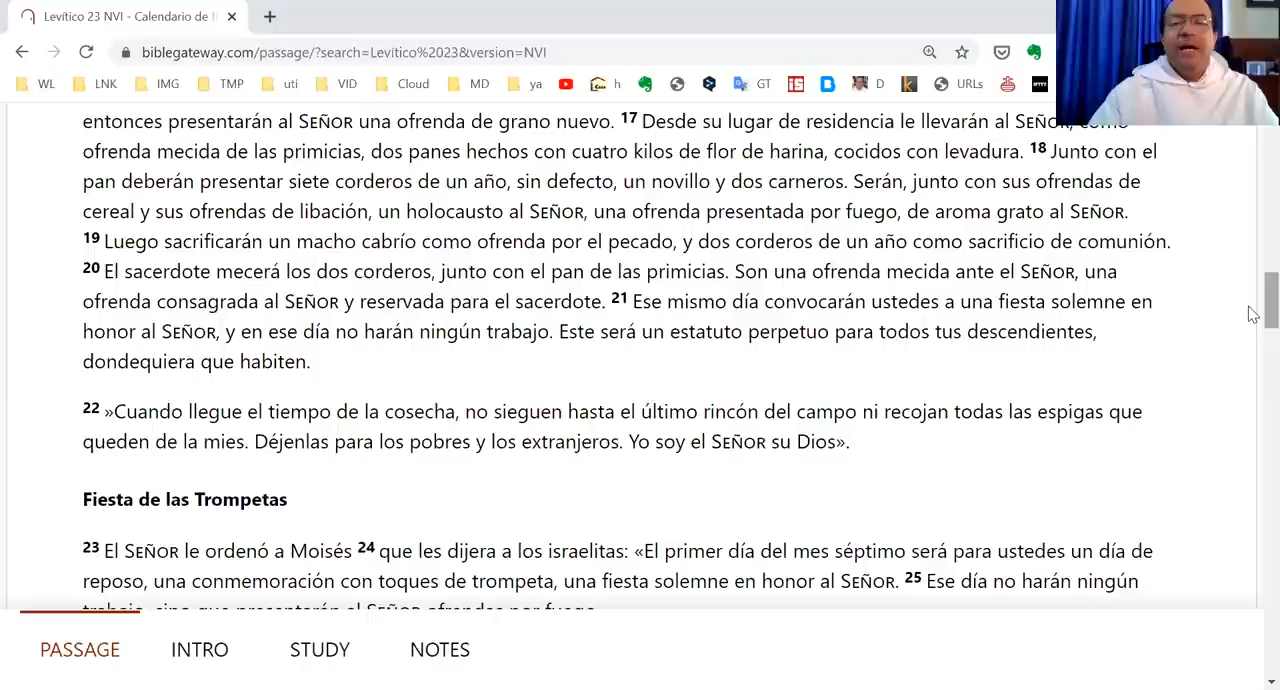 Levítico 23 NVI - Calendario de
biblegateway.com/passage/?search=Levítico%2023&version=NVI
WL LNK IMG TMP uti VID Cloud MD ya h GT D URLs
entonces presentarán al SEÑOR una ofrenda de grano nuevo. 17 Desde su lugar de residencia le llevarán al SEÑOR, como
ofrenda mecida de las primicias, dos panes hechos con cuatro kilos de flor de harina, cocidos con levadura. 18 Junto con el
pan deberán presentar siete corderos de un año, sin defecto, un novillo y dos carneros. Serán, junto con sus ofrendas de
cereal y sus ofrendas de libación, un holocausto al SEÑOR, una ofrenda presentada por fuego, de aroma grato al SEÑOR.
19 Luego sacrificarán un macho cabrío como ofrenda por el pecado, y dos corderos de un año como sacrificio de comunión.
20 El sacerdote mecerá los dos corderos, junto con el pan de las primicias. Son una ofrenda mecida ante el SEÑOR, una
ofrenda consagrada al SEÑOR y reservada para el sacerdote. 21 Ese mismo día convocarán ustedes a una fiesta solemne en
honor al SEÑOR, y en ese día no harán ningún trabajo. Este será un estatuto perpetuo para todos tus descendientes,
dondequiera que habiten.
22 »Cuando llegue el tiempo de la cosecha, no sieguen hasta el último rincón del campo ni recojan todas las espigas que
queden de la mies. Déjenlas para los pobres y los extranjeros. Yo soy el SEÑOR su Dios».
Fiesta de las Trompetas
23 El SEÑOR le ordenó a Moisés 24 que les dijera a los israelitas: «El primer día del mes séptimo será para ustedes un día de
reposo, una conmemoración con toques de trompeta, una fiesta solemne en honor al SEÑOR. 25 Ese día no harán ningún
trabajo, sino que presentarán al SEÑOR ofrendas por fuego
PASSAGE INTRO STUDY NOTES